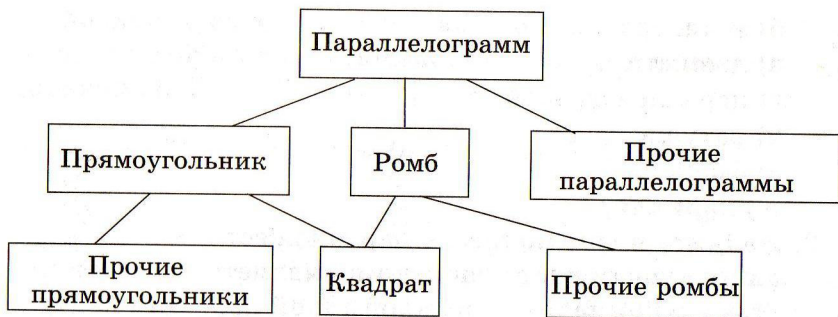 Параллелограмм
Прямоугольник
Ромб
Прочие
параллелограммы
Прочие
прямоугольники
Квадрат
Прочие ромбы